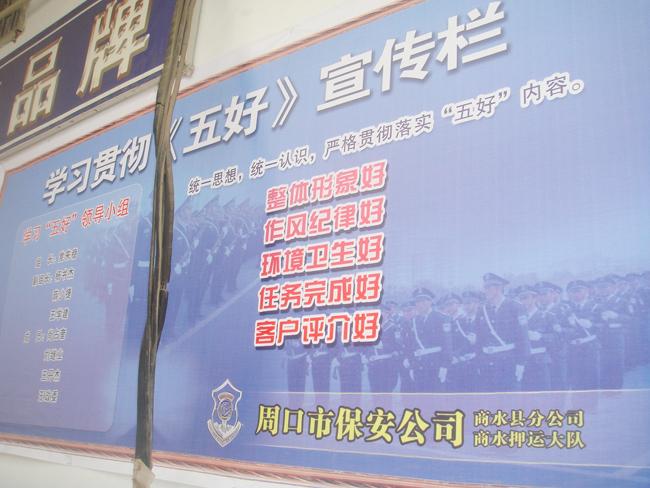 品牌
学习贯彻《五好》宣传栏
统一思想，统一认识，严格贯彻落实“五好”内容。
学习“五好”领导小组
整体形象好
作风纪律好
环境卫生好
任务完成好
客户评介好
周口市保安公司
商水县分公司
商水押运大队